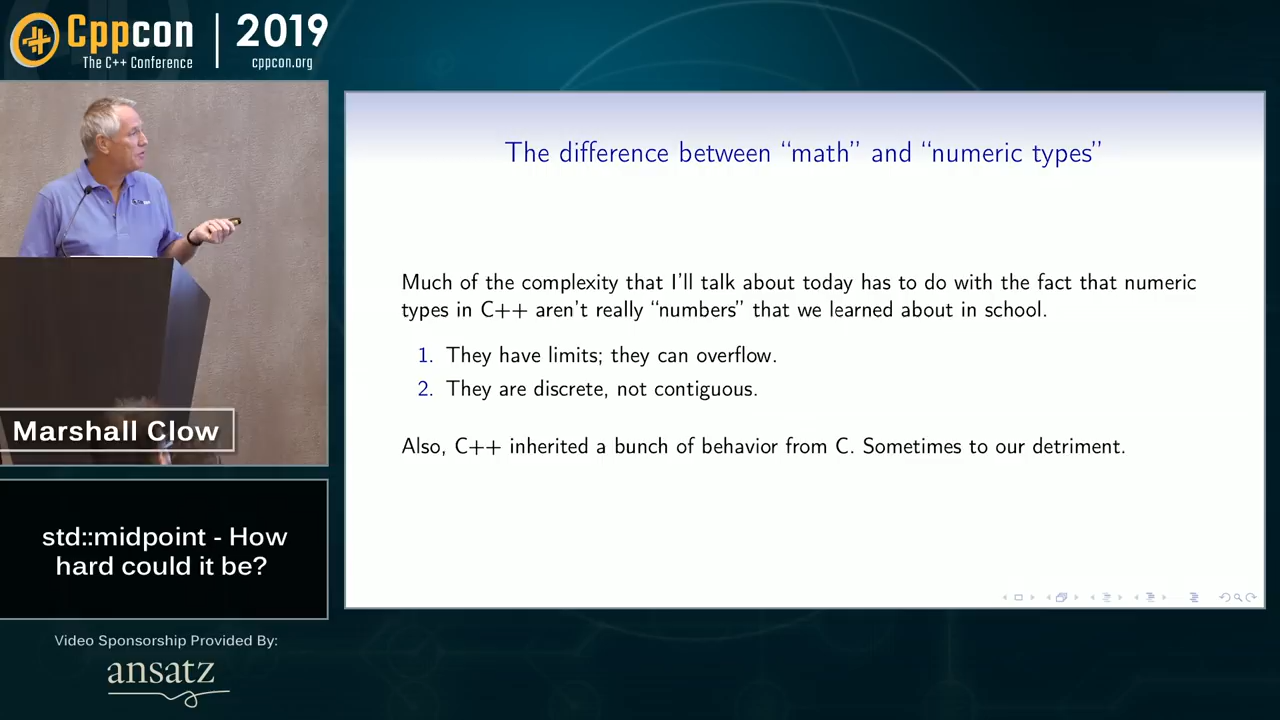 Cppcon
The C++ Conference
2019
cppcon.org
The difference between “math” and “numeric types”
Much of the complexity that I'll talk about today has to do with the fact that numeric
types in C++ aren't really “numbers” that we learned about in school.
1. They have limits; they can overflow.
2. They are discrete, not contiguous.
Also, C++ inherited a bunch of behavior from C. Sometimes to our detriment.
Marshall Clow
std::midpoint - How
hard could it be?
Video Sponsorship Provided By:
ansatz